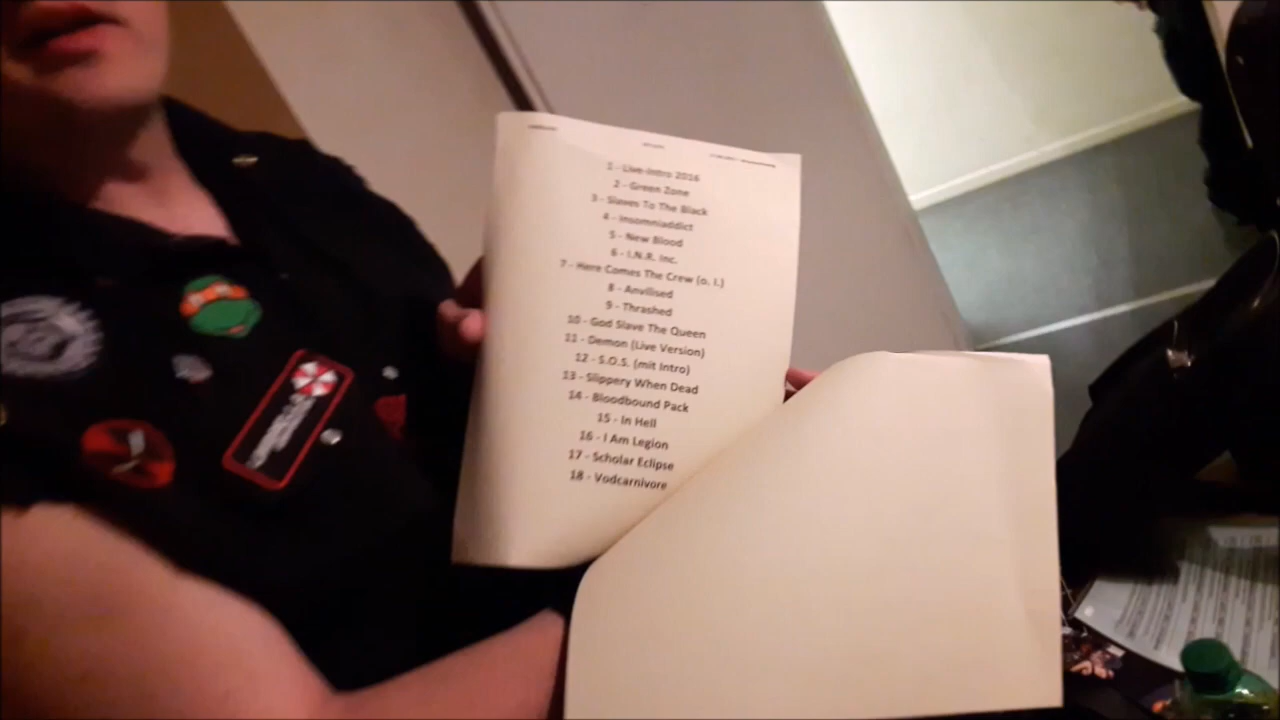 1 - Live-Intro 2016
2 - Green Zone
3 - Slaves To The Black
4 - Insomniaddict
5 - New Blood
6 - I.N.R. Inc.
7 - Here Comes The Crew (o. I.)
8 - Anvilised
9 - Thrashed
10 - God Slave The Queen
11 - Demon (Live Version)
12 - S.O.S. (mit Intro)
13 - Slippery When Dead
14 - Bloodbound Pack
15 - In Hell
16 - I Am Legion
17 - Scholar Eclipse
18 - Vodcarnivore